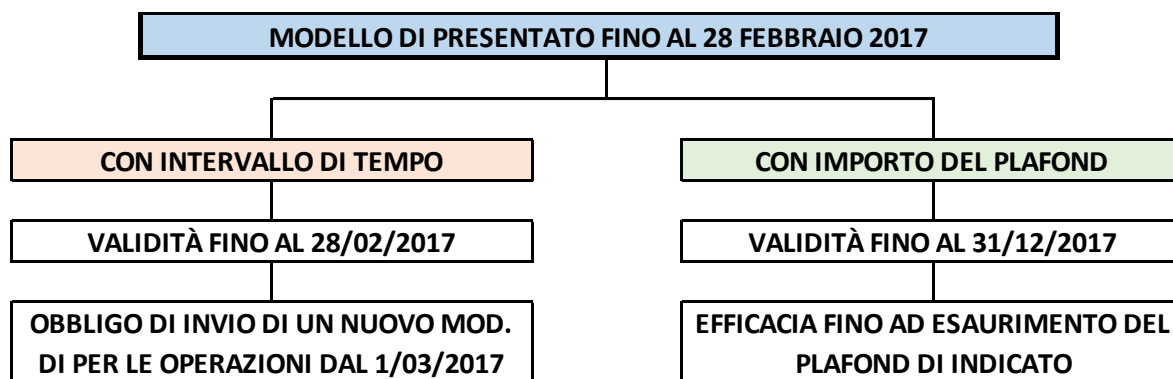 MODELLO DI PRESENTATO FINO AL 28 FEBBRAIO 2017
CON INTERVALLO DI TEMPO
VALIDITÀ FINO AL 28/02/2017
OBBLIGO DI INVIO DI UN NUOVO MOD.
DI PER LE OPERAZIONI DAL 1/03/2017
CON IMPORTO DEL PLAFOND
VALIDITÀ FINO AL 31/12/2017
EFFICACIA FINO AD ESAURIMENTO DEL
PLAFOND DI INDICATO